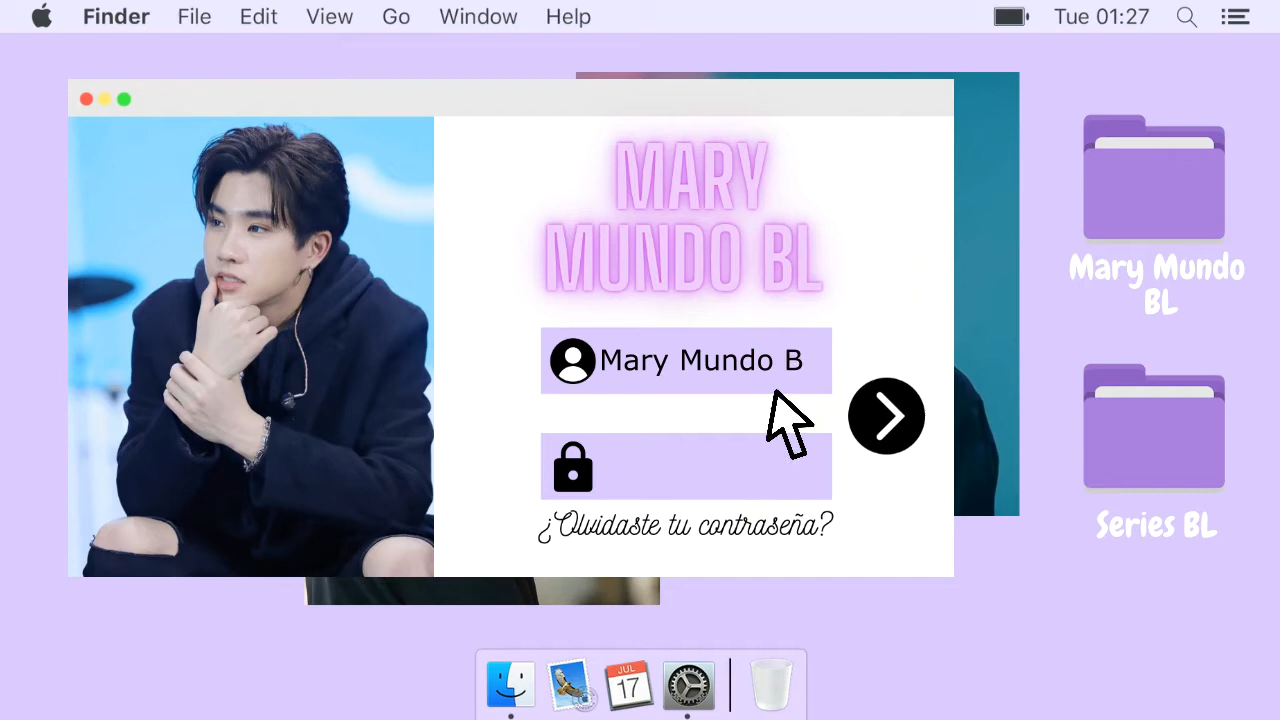 Finder File Edit View Go Window Help Tue 01:27
MARY
MUNDO BL
Mary Mundo B
¿Olvidaste tu contraseña?
Mary Mundo
BL
Series BL
JUL
17